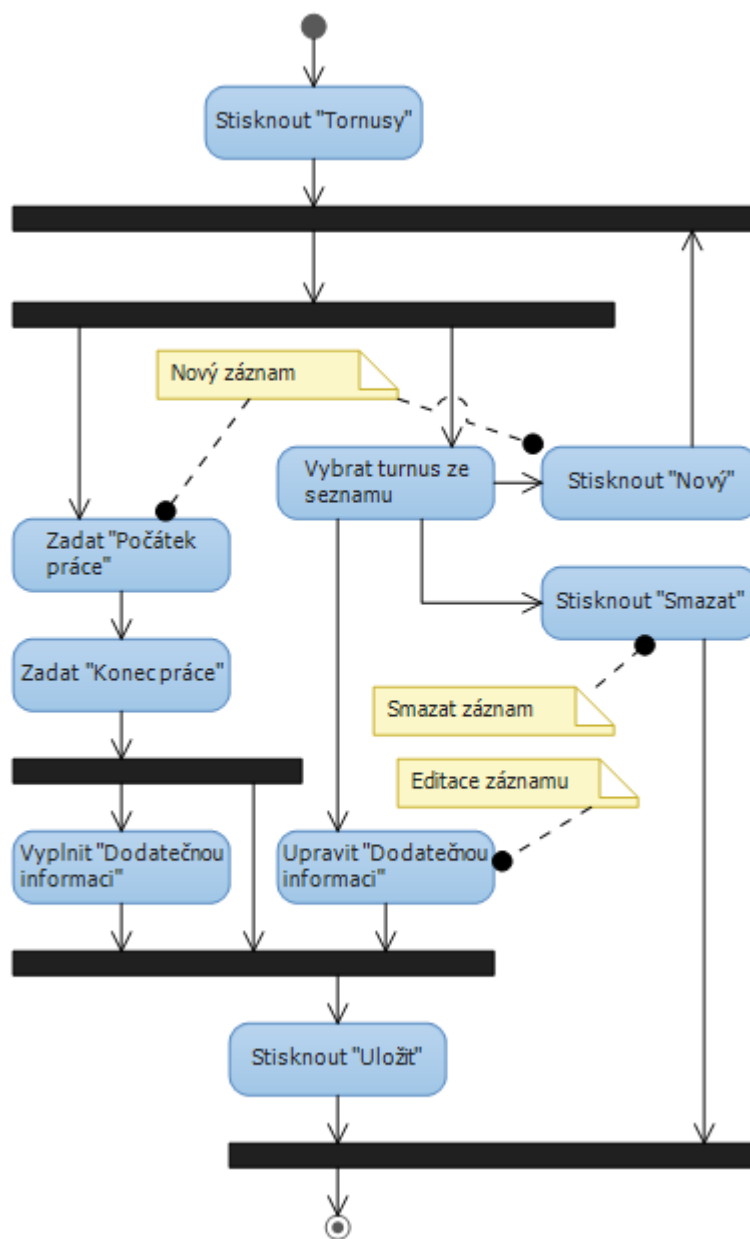 Stisknout "Tornusy"
Nový záznam
Vybrat turnus ze
seznamu
Stisknout "Nový"
Zadat "Počátek
práce"
Stisknout "Smazat"
Zadat "Konec práce"
Smazat záznam
Editace záznamu
Vyplnit "Dodatečnou
informaci"
Upravit "Dodatečnou
informaci"
Stisknout "Uložit"